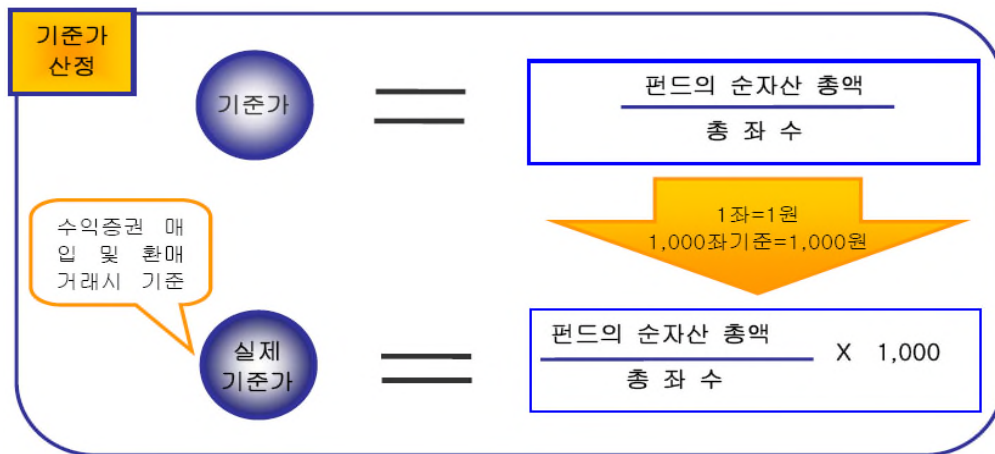 기준가
산정
기준가
펀드의 순자산 총액
총 좌 수
1좌=1원
1,000좌기준=1,000원
수익증권 매
입 및 환매
거래시 기준
실제
기준가
펀드의 순자산 총액
총 좌 수
X 1,000